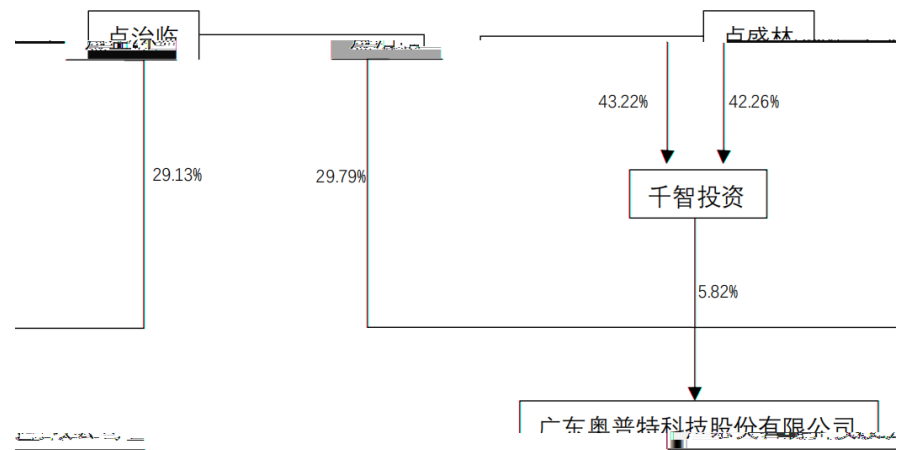 卢治临
卢盛林
43.22%
42.26%
29.13%
29.79%
千智投资
5.82%
广东奥普特科技股份有限公司